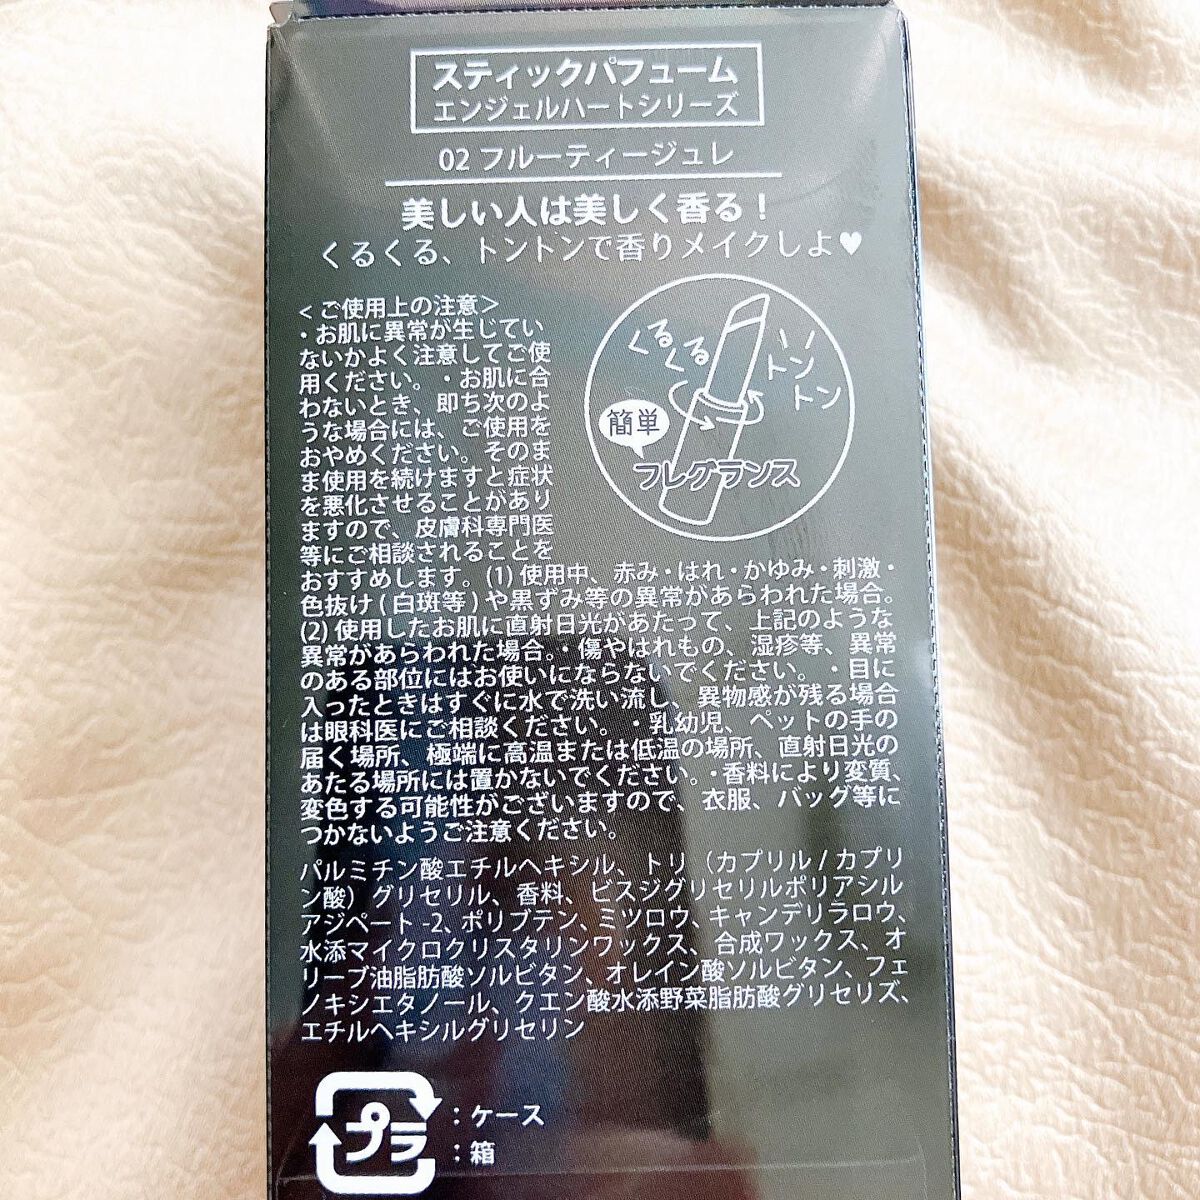 スティックパフューム
エンジェルハートシリーズ
02 フルーティージュレ
美しい人は美しく香る！
くるくる、トントンで香りメイクしよ♥
くるくる
トントン
簡単
フレグランス
<ご使用上の注意>
・お肌に異常が生じてい
ないかよく注意してご使
用ください。・お肌に合
わないとき、即ち次のよ
うな場合には、ご使用を
おやめください。そのま
ま使用を続けますと症状
を悪化させることがあり
ますので、皮膚科専門医
等にご相談されることを
おすすめします。(1) 使用中、赤み・はれ・かゆみ・刺激・
色抜け ( 白斑等 ) や黒ずみ等の異常があらわれた場合。
(2) 使用したお肌に直射日光があたって、上記のような
異常があらわれた場合。・傷やはれもの、湿疹等、異常
のある部位にはお使いにならないでください。・目に
入ったときはすぐに水で洗い流し、異物感が残る場合
は眼科医にご相談ください。・乳幼児、ペットの手の
届く場所、極端に高温または低温の場所、直射日光の
あたる場所には置かないでください。・香料により変質、
変色する可能性がございますので、衣服、バッグ等に
つかないようご注意ください。
パルミチン酸エチルヘキシル、トリ（カプリル / カプリ
ン酸）グリセリル、香料、ビスジグリセリルポリアシル
アジペート -2、ポリブテン、ミツロウ、キャンデリラロウ、
水添マイクロクリスタリンワックス、合成ワックス、オ
リーブ油脂肪酸ソルビタン、オレイン酸ソルビタン、フェ
ノキシエタノール、クエン酸水添野菜脂肪酸グリセリズ、
エチルヘキシルグリセリン
プラ
：ケース
：箱